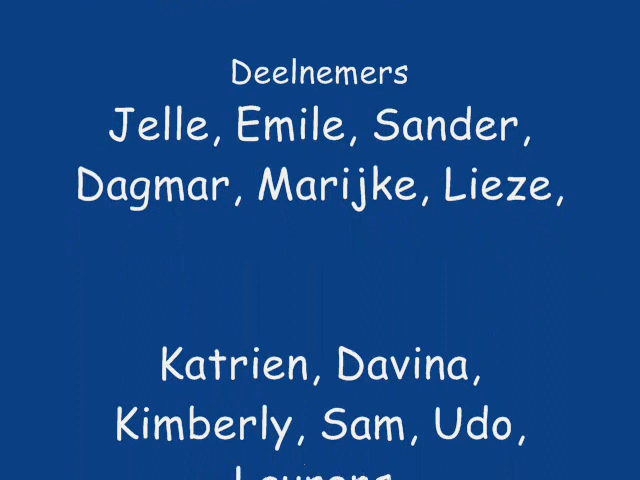 Deelnemers
Jelle, Emile, Sander,
Dagmar, Marijke, Lieze,
Katrien, Davina,
Kimberly, Sam, Udo,